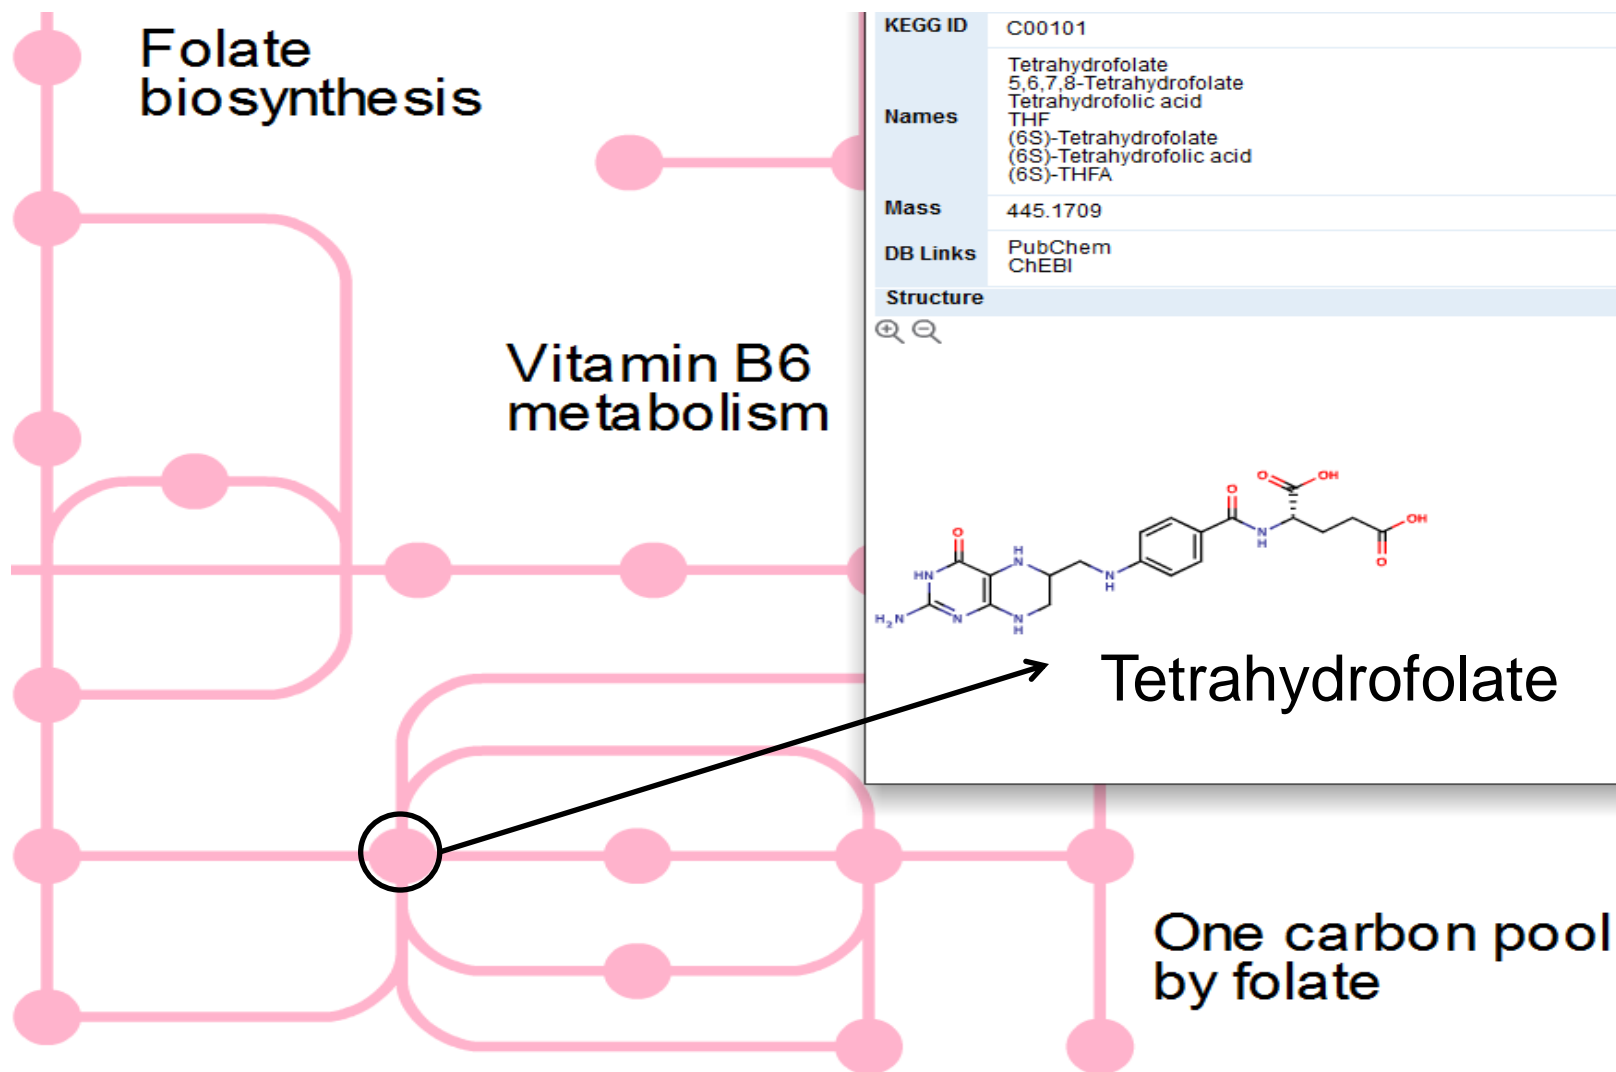 Folate
biosynthesis
Vitamin B6
metabolism
KEGG ID C00101
Names
Tetrahydrofolate
5,6,7,8-Tetrahydrofolate
Tetrahydrofolic acid
THF
(6S)-Tetrahydrofolate
(6S)-Tetrahydrofolic acid
(6S)-THFA
Mass 445.1709
DB Links
PubChem
ChEBI
Structure
O
OH
O
O
OH
O
N
H
O
HN
H
N
N
H
H2N
N
N
H
Tetrahydrofolate
One carbon pool
by folate